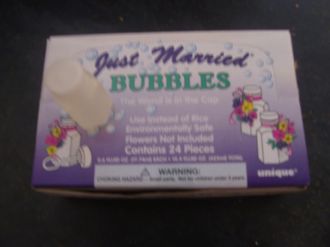 Just Married
BUBBLES
The Wand is in the Cap
Use Instead of Rice
Environmentally Safe
Flowers Not Included
Contains 24 Pieces
WARNING:
CHOKING HAZARD
unique